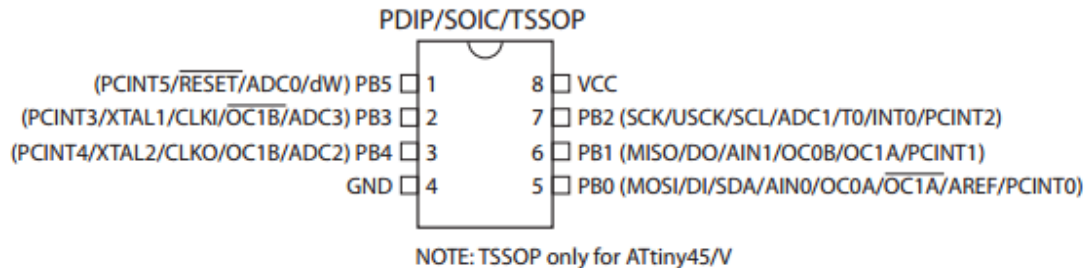 PDIP/SOIC/TSSOP
(PCINT5/RESET/ADC0/dW) PB5 1 8 VCC
(PCINT3/XTAL1/CLKI/OC1B/ADC3) PB3 2 7 PB2 (SCK/USCK/SCL/ADC1/T0/INT0/PCINT2)
(PCINT4/XTAL2/CLKO/OC1B/ADC2) PB4 3 6 PB1 (MISO/DO/AIN1/OC0B/OC1A/PCINT1)
GND 4 5 PB0 (MOSI/DI/SDA/AIN0/OC0A/OC1A/AREF/PCINT0)
NOTE: TSSOP only for ATtiny45/V